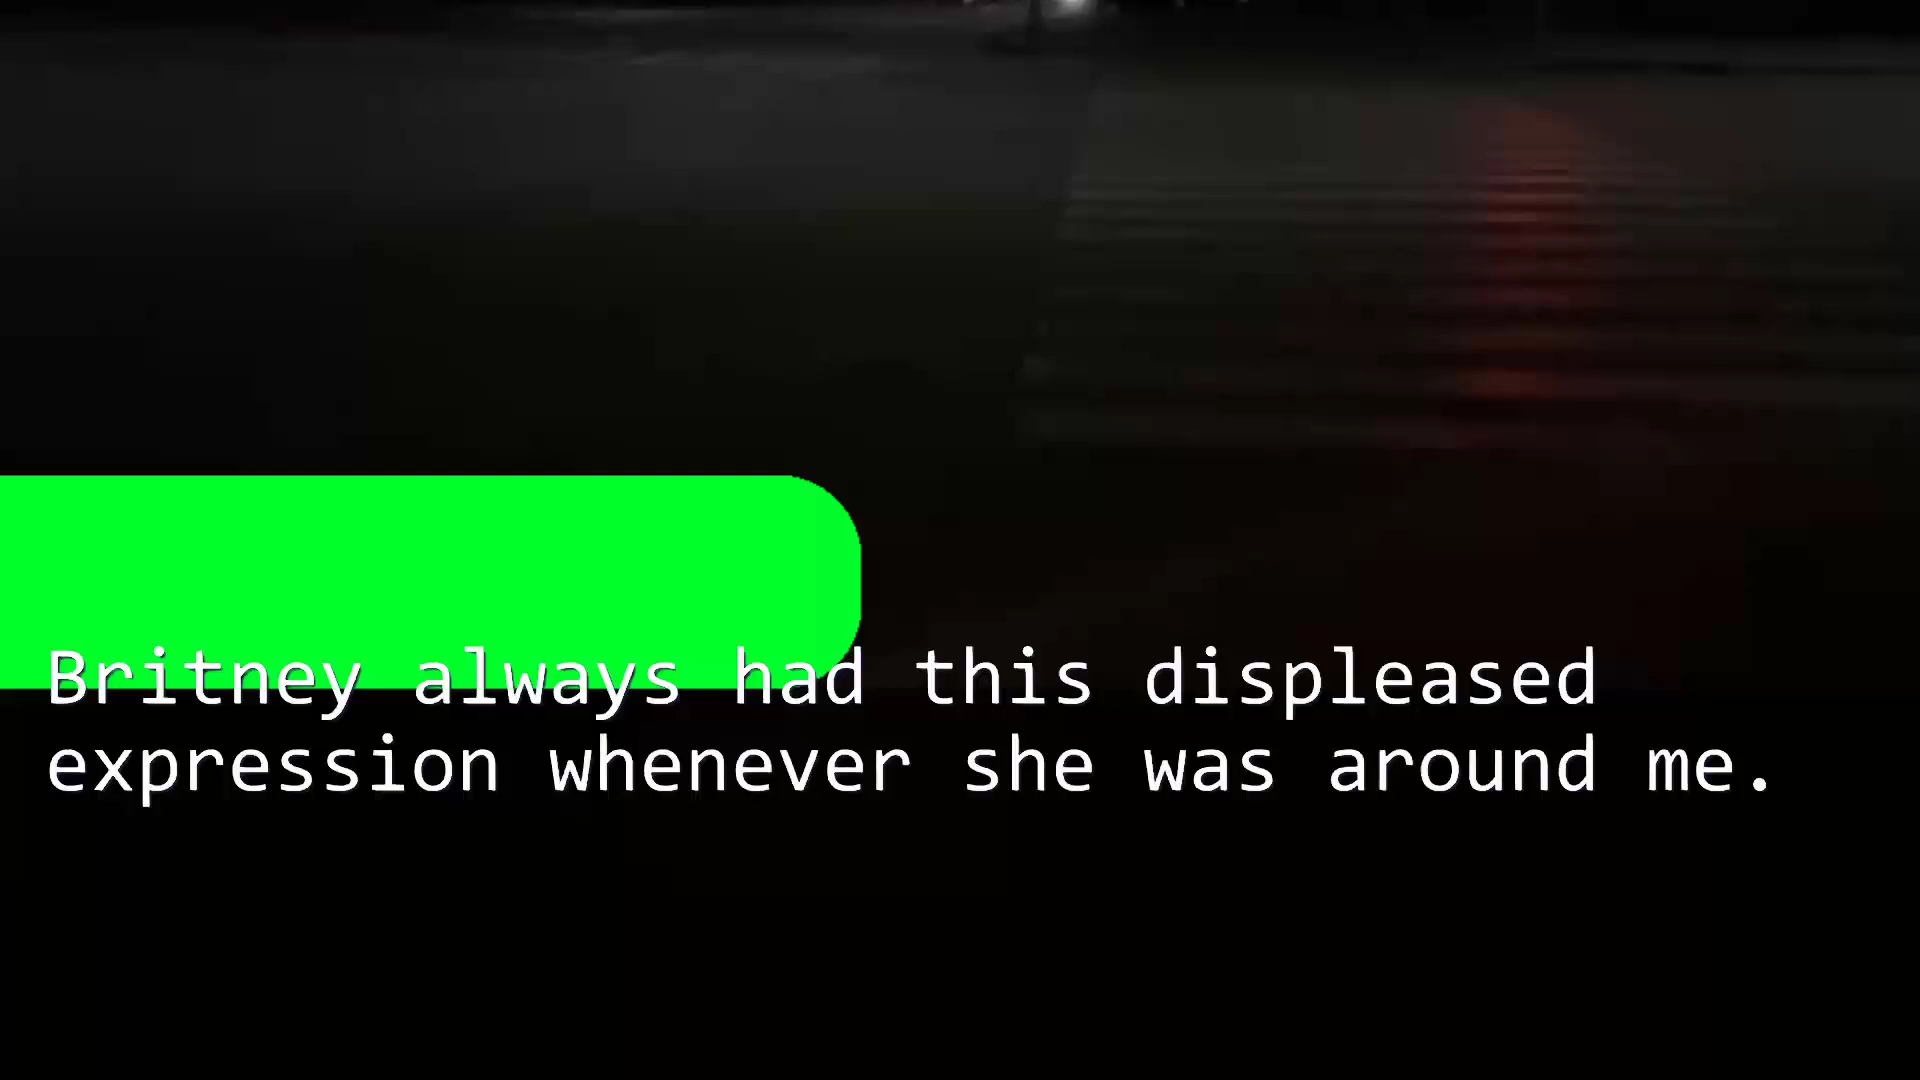 Britney always had this displeased
expression whenever she was around me.